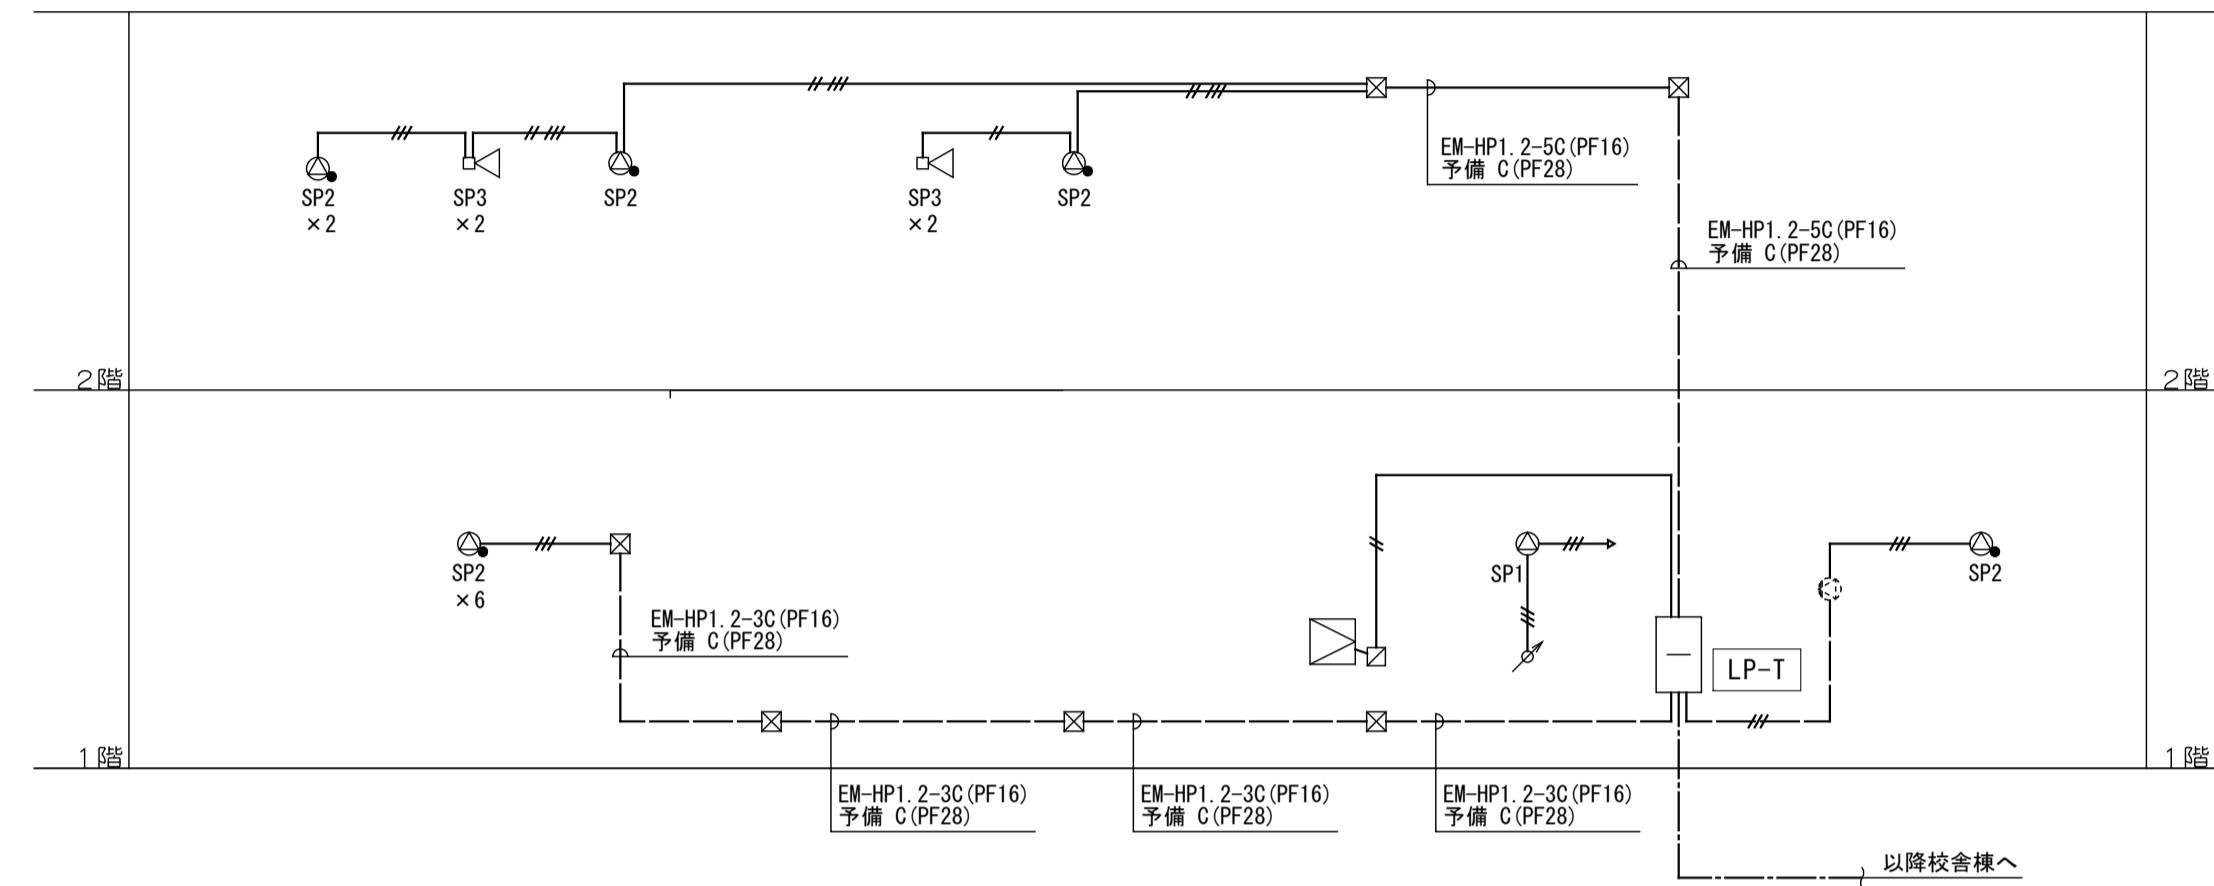 EM-HP1.2-5C(PF16)
予備 C(PF28)
SP2
×2
SP3
×2
SP2
SP3
×2
SP2
EM-HP1.2-5C(PF16)
予備 C(PF28)
2階
2階
SP2
×6
SP1
SP2
EM-HP1.2-3C(PF16)
予備 C(PF28)
LP-T
1階
1階
EM-HP1.2-3C(PF16)
予備 C(PF28)
EM-HP1.2-3C(PF16)
予備 C(PF28)
EM-HP1.2-3C(PF16)
予備 C(PF28)
以降校舎棟へ